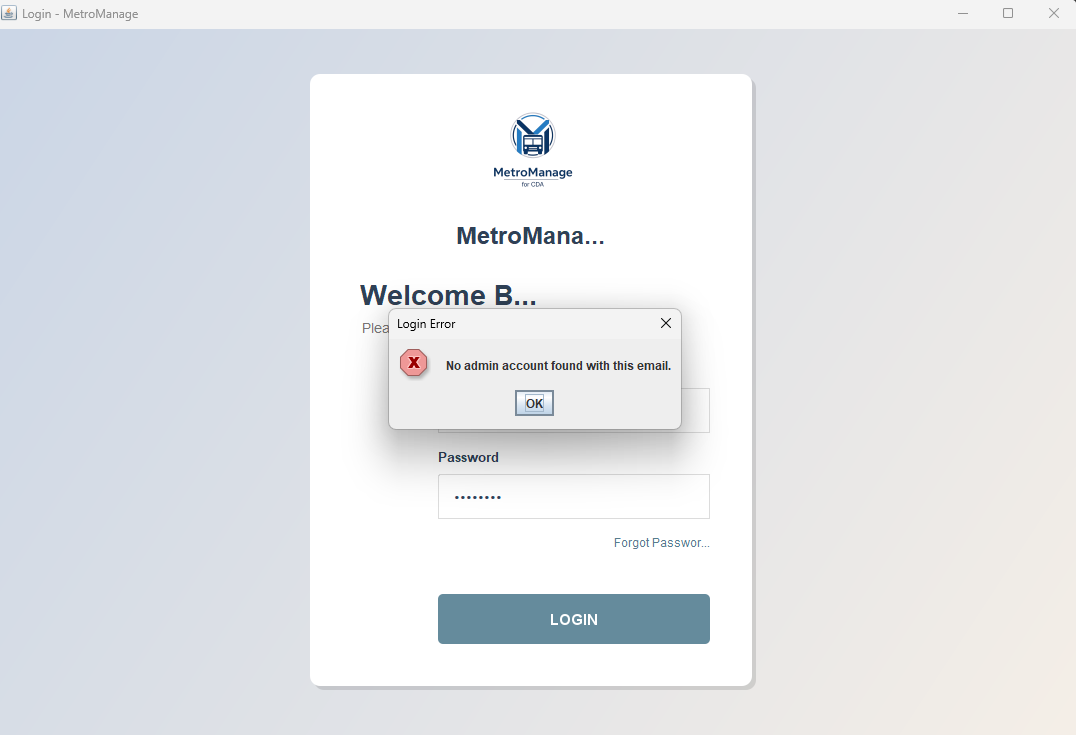 Login - MetroManage
MetroManage
for CDA
MetroMana...
Welcome B...
Plea
Login Error
No admin account found with this email.
OK
Password
Forgot Passwor...
LOGIN